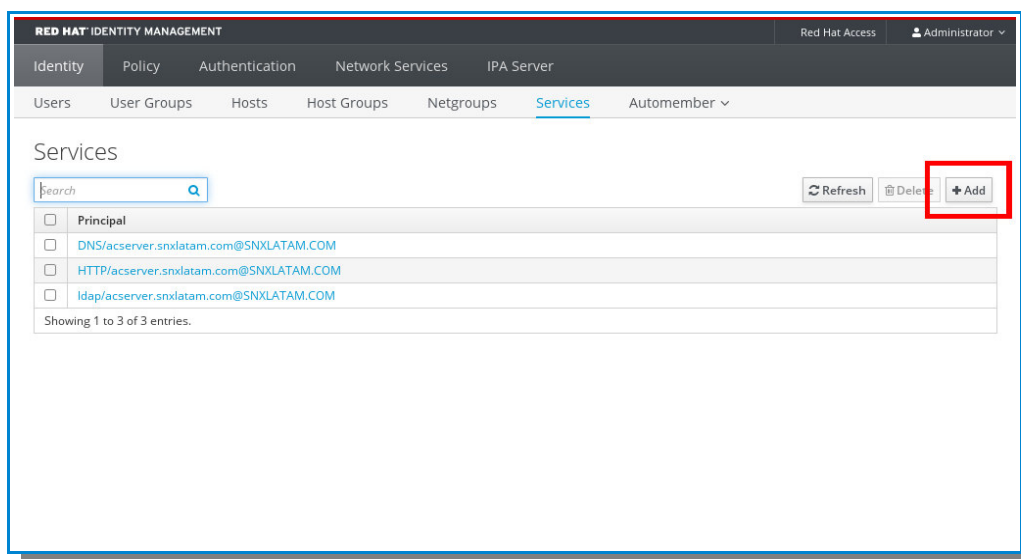 RED HAT® IDENTITY MANAGEMENT Red Hat Access Administrator
Identity Policy Authentication Network Services IPA Server
Users User Groups Hosts Host Groups Netgroups Services Automember
Services
Search Refresh Delete Add
Principal
DNS/acserver.snxlatam.com@SNXLATAM.COM
HTTP/acserver.snxlatam.com@SNXLATAM.COM
ldap/acserver.snxlatam.com@SNXLATAM.COM
Showing 1 to 3 of 3 entries.